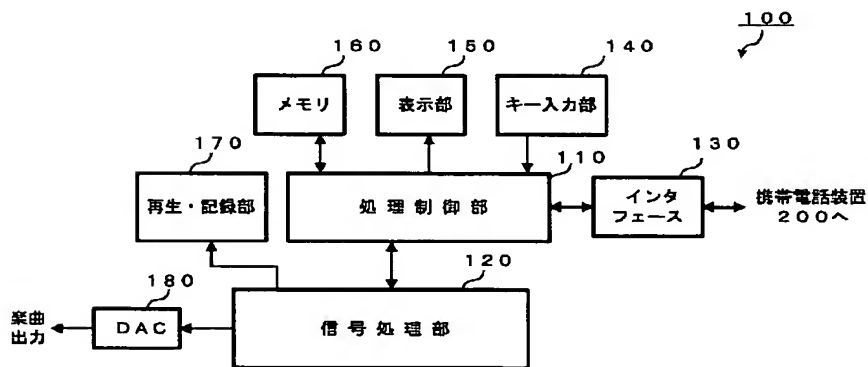 100
160
150
140
メモリ
表示部
キー入力部
170
110
130
再生・記録部
処理制御部
インタ
フェース
携帯電話装置
200へ
120
180
楽曲
出力
DAC
信号処理部